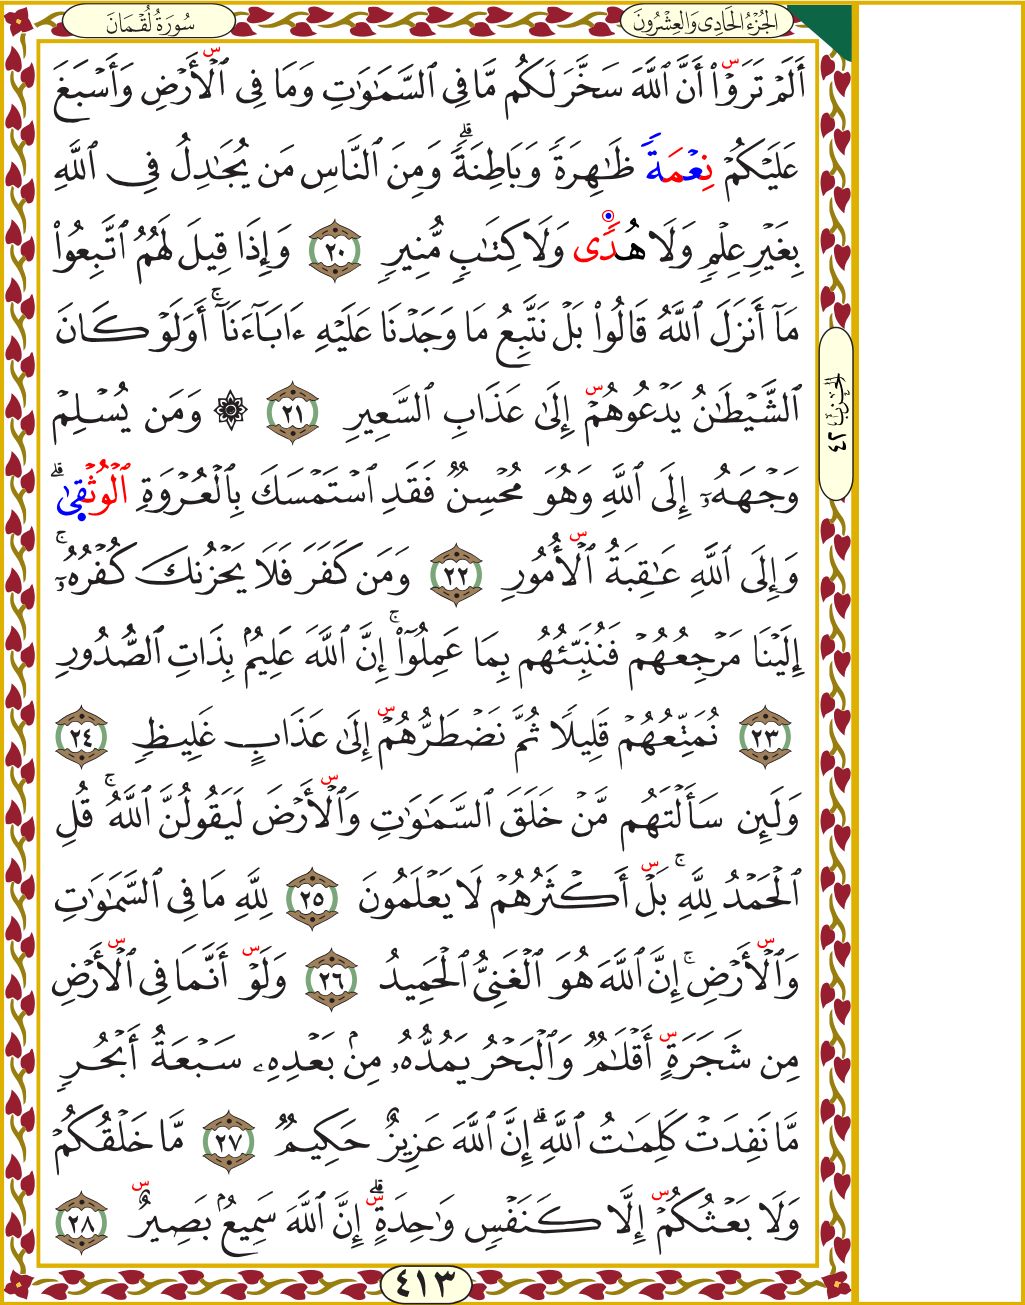 سُورَةُ لُقْمَانَ
الجُزْءُ الحَادِى وَالعِشْرُونَ
أَلَمْ تَرَوْا۟ أَنَّ ٱللَّهَ سَخَّرَ لَكُم مَّا فِى ٱلسَّمَـٰوَٰتِ وَمَا فِى ٱلْأَرْضِ وَأَسْبَغَ
عَلَيْكُمْ نِعْمَةً ظَـٰهِرَةً وَبَاطِنَةً ۗ وَمِنَ ٱلنَّاسِ مَن يُجَـٰدِلُ فِى ٱللَّهِ
بِغَيْرِ عِلْمٍ وَلَا هُدًى وَلَا كِتَـٰبٍ مُّنِيرٍ ٢٠ وَإِذَا قِيلَ لَهُمُ ٱتَّبِعُوا۟
مَآ أَنزَلَ ٱللَّهُ قَالُوا۟ بَلْ نَتَّبِعُ مَا وَجَدْنَا عَلَيْهِ ءَابَآءَنَآ ۚ أَوَلَوْ كَانَ
ٱلشَّيْطَـٰنُ يَدْعُوهُمْ إِلَىٰ عَذَابِ ٱلسَّعِيرِ ٢١ ۞ وَمَن يُسْلِمْ
وَجْهَهُۥٓ إِلَى ٱللَّهِ وَهُوَ مُحْسِنٌ فَقَدِ ٱسْتَمْسَكَ بِٱلْعُرْوَةِ ٱلْوُثْقَىٰ ۗ
وَإِلَى ٱللَّهِ عَـٰقِبَةُ ٱلْأُمُورِ ٢٢ وَمَن كَفَرَ فَلَا يَحْزُنكَ كُفْرُهُۥٓ ۚ
إِلَيْنَا مَرْجِعُهُمْ فَنُنَبِّئُهُم بِمَا عَمِلُوٓا۟ ۚ إِنَّ ٱللَّهَ عَلِيمٌۢ بِذَاتِ ٱلصُّدُورِ
٢٣ نُمَتِّعُهُمْ قَلِيلًا ثُمَّ نَضْطَرُّهُمْ إِلَىٰ عَذَابٍ غَلِيظٍ ٢٤
وَلَئِن سَأَلْتَهُم مَّنْ خَلَقَ ٱلسَّمَـٰوَٰتِ وَٱلْأَرْضَ لَيَقُولُنَّ ٱللَّهُ ۚ قُلِ
ٱلْحَمْدُ لِلَّهِ ۚ بَلْ أَكْثَرُهُمْ لَا يَعْلَمُونَ ٢٥ لِلَّهِ مَا فِى ٱلسَّمَـٰوَٰتِ
وَٱلْأَرْضِ ۚ إِنَّ ٱللَّهَ هُوَ ٱلْغَنِىُّ ٱلْحَمِيدُ ٢٦ وَلَوْ أَنَّمَا فِى ٱلْأَرْضِ
مِن شَجَرَةٍ أَقْلَـٰمٌ وَٱلْبَحْرُ يَمُدُّهُۥ مِنۢ بَعْدِهِۦ سَبْعَةُ أَبْحُرٍ
مَّا نَفِدَتْ كَلِمَـٰتُ ٱللَّهِ ۗ إِنَّ ٱللَّهَ عَزِيزٌ حَكِيمٌ ٢٧ مَّا خَلْقُكُمْ
وَلَا بَعْثُكُمْ إِلَّا كَنَفْسٍ وَٰحِدَةٍ ۗ إِنَّ ٱللَّهَ سَمِيعٌۢ بَصِيرٌ ٢٨
الحزب ٤٢
٤١٣